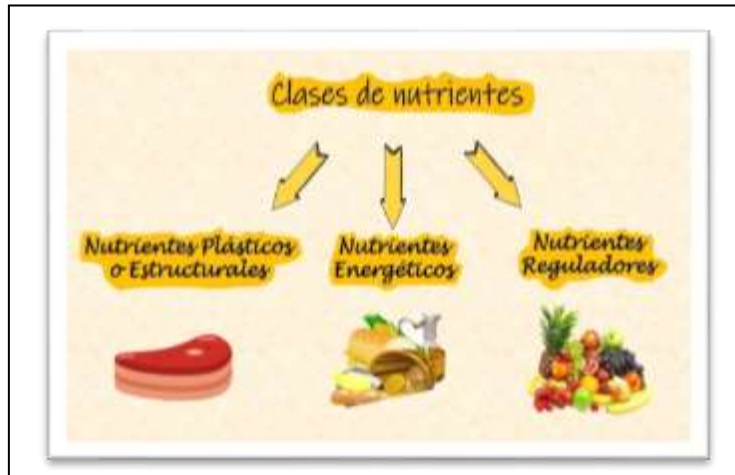 Clases de nutrientes
Nutrientes Plásticos
o Estructurales
Nutrientes
Energéticos
Nutrientes
Reguladores